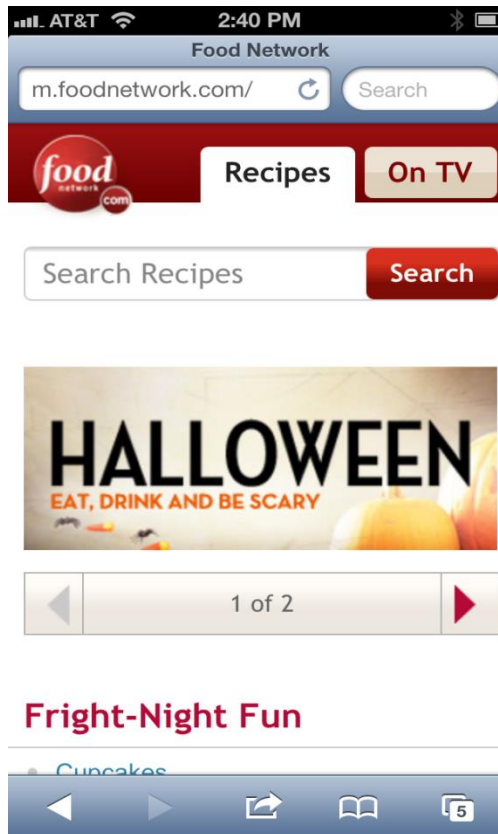 AT&T 2:40 PM
Food Network
m.foodnetwork.com/ Search
food
network
com
Recipes On TV
Search Recipes Search
HALLOWEEN
EAT, DRINK AND BE SCARY
1 of 2
Fright-Night Fun
Cupcakes
5